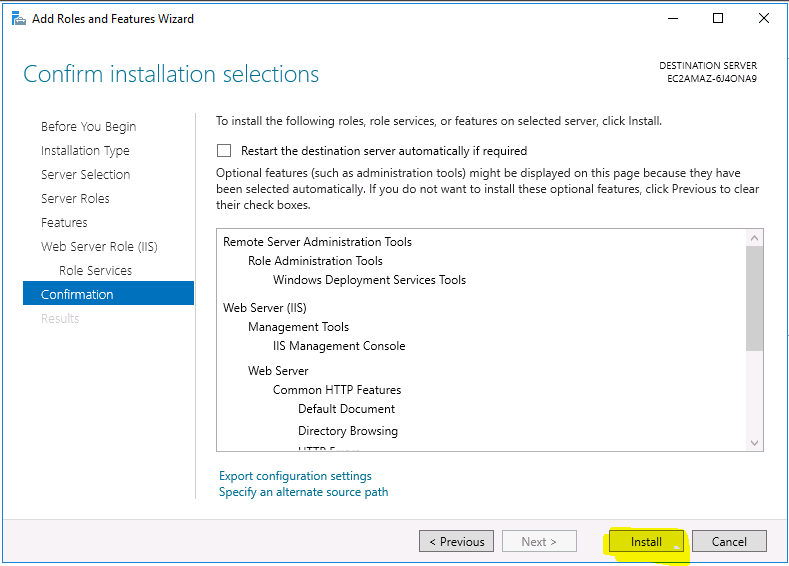 Add Roles and Features Wizard
Confirm installation selections
DESTINATION SERVER
EC2AMAZ-6J4ONA9
Before You Begin
Installation Type
Server Selection
Server Roles
Features
Web Server Role (IIS)
Role Services
Confirmation
Results
To install the following roles, role services, or features on selected server, click Install.
Restart the destination server automatically if required
Optional features (such as administration tools) might be displayed on this page because they have
been selected automatically. If you do not want to install these optional features, click Previous to clear
their check boxes.
Remote Server Administration Tools
Role Administration Tools
Windows Deployment Services Tools
Web Server (IIS)
Management Tools
IIS Management Console
Web Server
Common HTTP Features
Default Document
Directory Browsing
Export configuration settings
Specify an alternate source path
< Previous
Next >
Install
Cancel